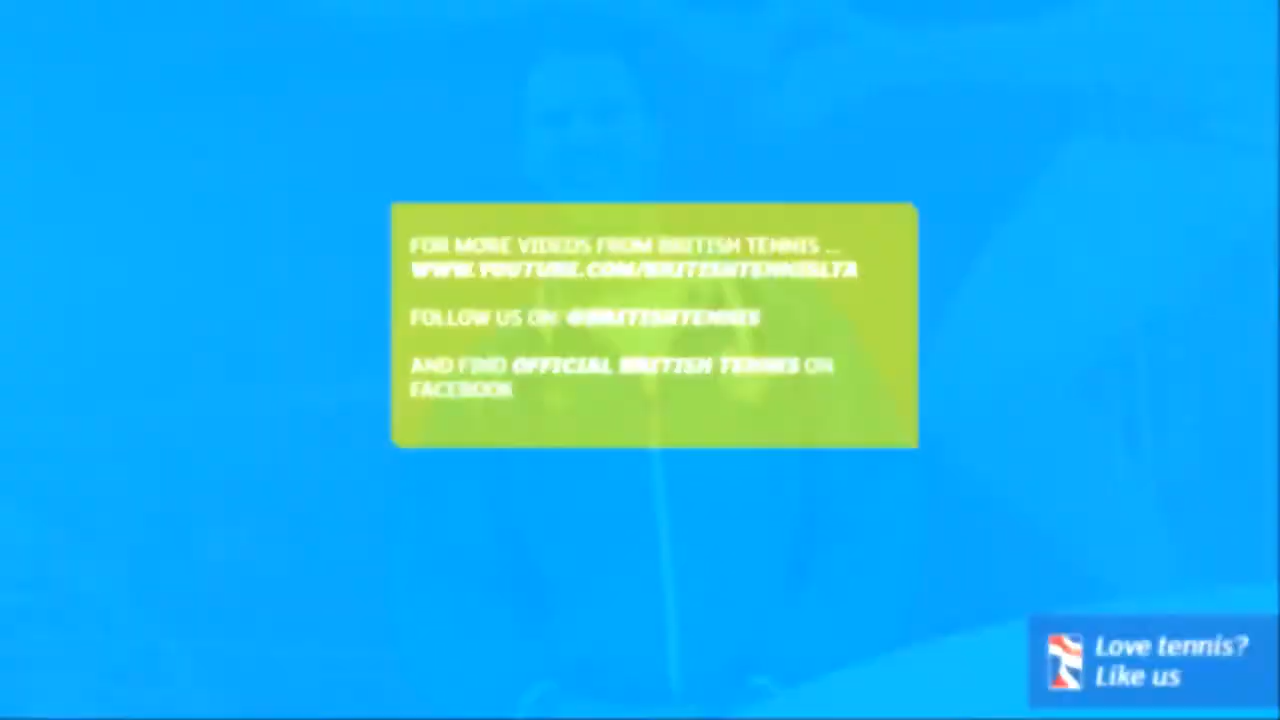 FOR MORE VIDEOS FROM BRITISH TENNIS ...
WWW.YOUTUBE.COM/BRITISHTENNISLTA
FOLLOW US ON: @BRITISHTENNIS
AND FIND OFFICIAL BRITISH TENNIS ON
FACEBOOK
Love tennis?
Like us